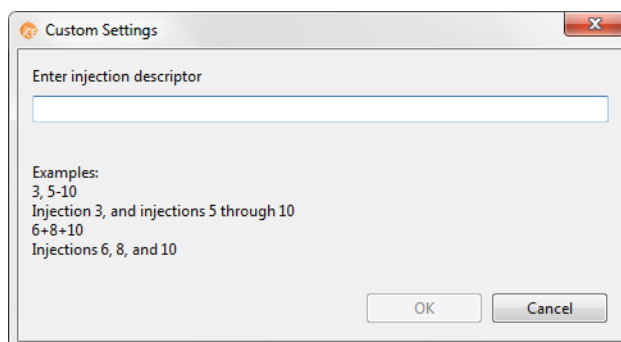 Custom Settings
Enter injection descriptor
Examples:
3, 5-10
Injection 3, and injections 5 through 10
6+8+10
Injections 6, 8, and 10
OK
Cancel